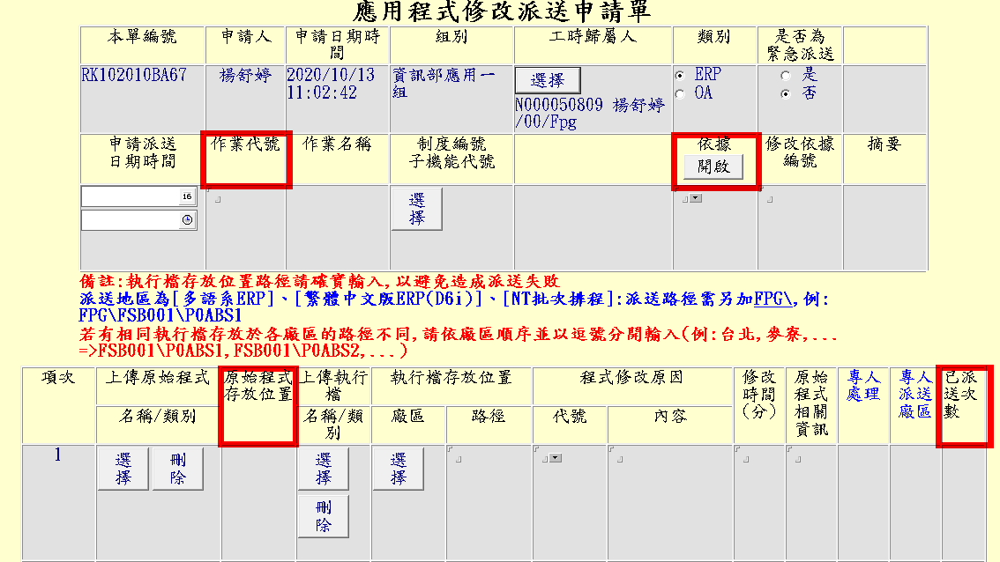 應用程式修改派送申請單
本單編號 申請人 申請日期時間 組別 工時歸屬人 類別 是否為緊急派送
RK102010BA67 楊舒婷 2020/10/13 11:02:42 資訊部應用一組 選擇 N000050809 楊舒婷/00/Fpg ERP OA 是 否
申請派送日期時間 作業代號 作業名稱 制度編號 子機能代號 依據 開啟 修改依據編號 摘要
16 選擇
備註:執行檔存放位置路徑請確實輸入,以避免造成派送失敗
派送地區為[多語系ERP]、[繁體中文版ERP(D6i)]、[NT批次排程]:派送路徑需另加FPG\,例:
FPG\FSB001\P0ABS1
若有相同執行檔存放於各廠區的路徑不同,請依廠區順序並以逗號分開輸入(例:台北,麥寮,...
=>FSB001\P0ABS1,FSB001\P0ABS2,...)
項次 上傳原始程式 原始程式存放位置 上傳執行檔 執行檔存放位置 程式修改原因 修改時間(分) 原始程式相關資訊 專人處理 專人派送廠區 已派送次數
名稱/類別 名稱/類別 廠區 路徑 代號 內容
1 選擇 刪除 選擇 選擇
刪除